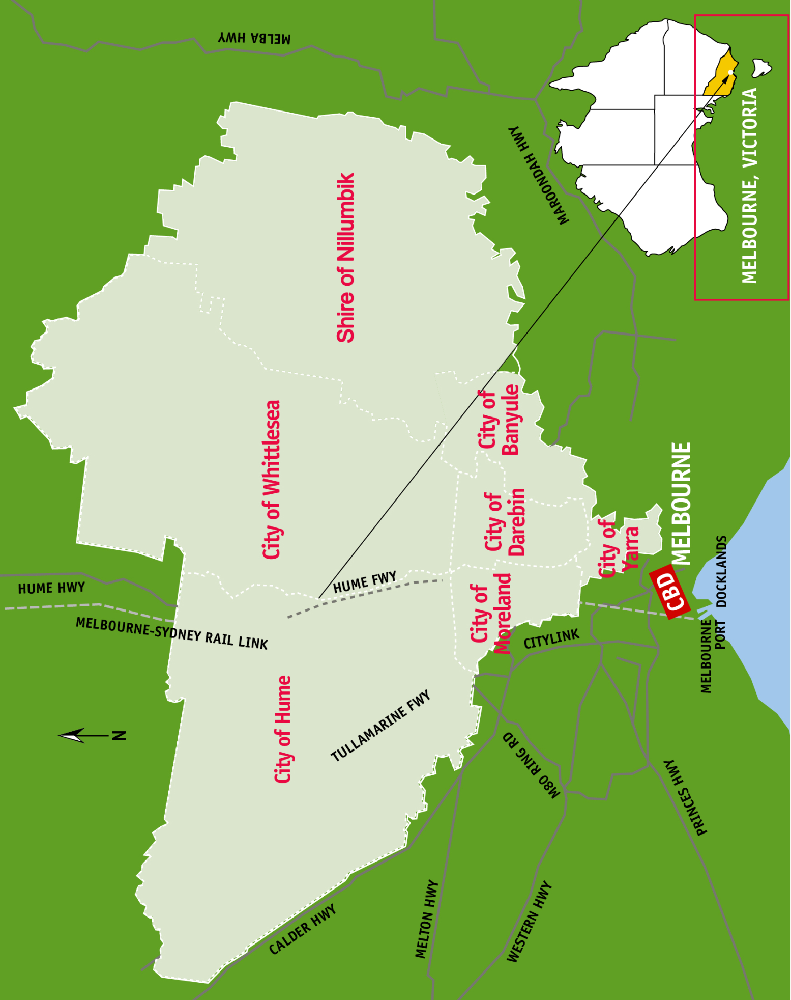 MELBA HWY
HUME HWY
MELBOURNE-SYDNEY RAIL LINK
N
Shire of Nillumbik
City of Whittlesea
City of Hume
HUME FWY
TULLAMARINE FWY
CALDER HWY
MAROONDAH HWY
City of
Banyule
City of
Darebin
City of
Moreland
City of
Yarra
CITYLINK
M80 RING RD
MELTON HWY
WESTERN HWY
PRINCES HWY
CBD
MELBOURNE
DOCKLANDS
MELBOURNE
PORT
MELBOURNE, VICTORIA